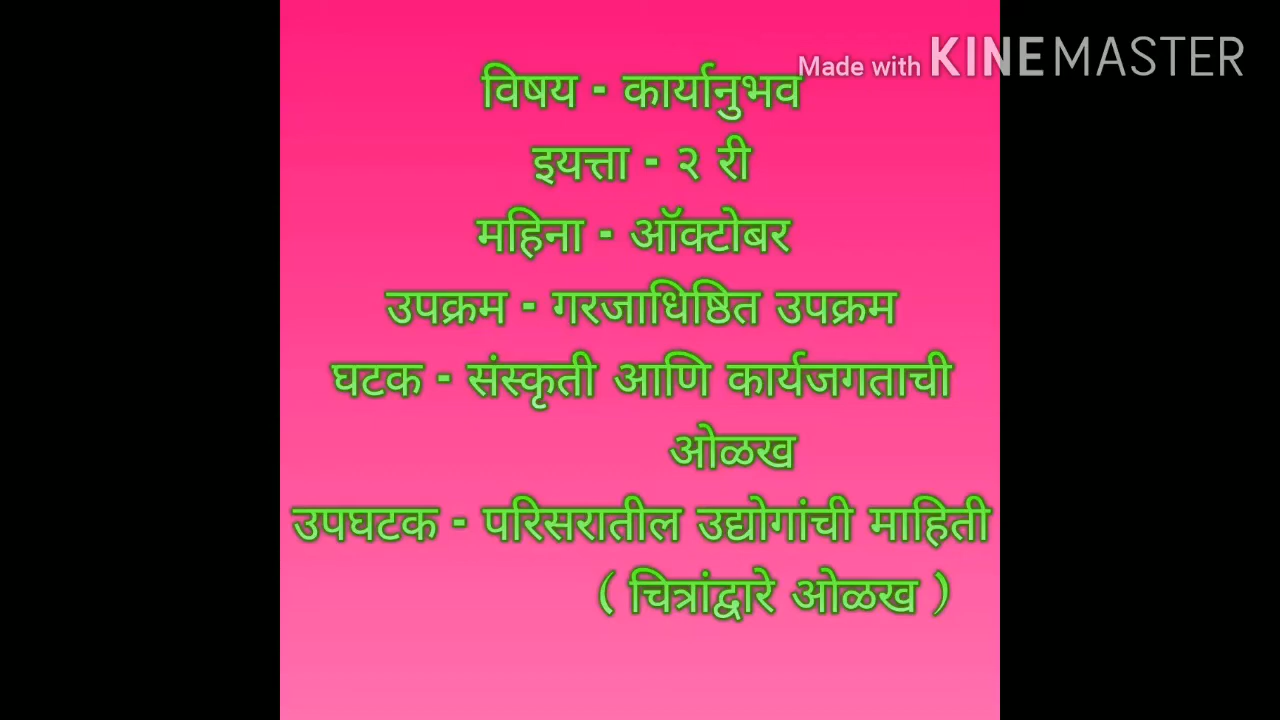 Made with KINEMASTER
विषय - कार्यानुभव
इयत्ता - २ री
महिना - ऑक्टोबर
उपक्रम - गरजाधिष्ठित उपक्रम
घटक - संस्कृती आणि कार्यजगताची
ओळख
उपघटक - परिसरातील उद्योगांची माहिती
( चित्रांद्वारे ओळख )